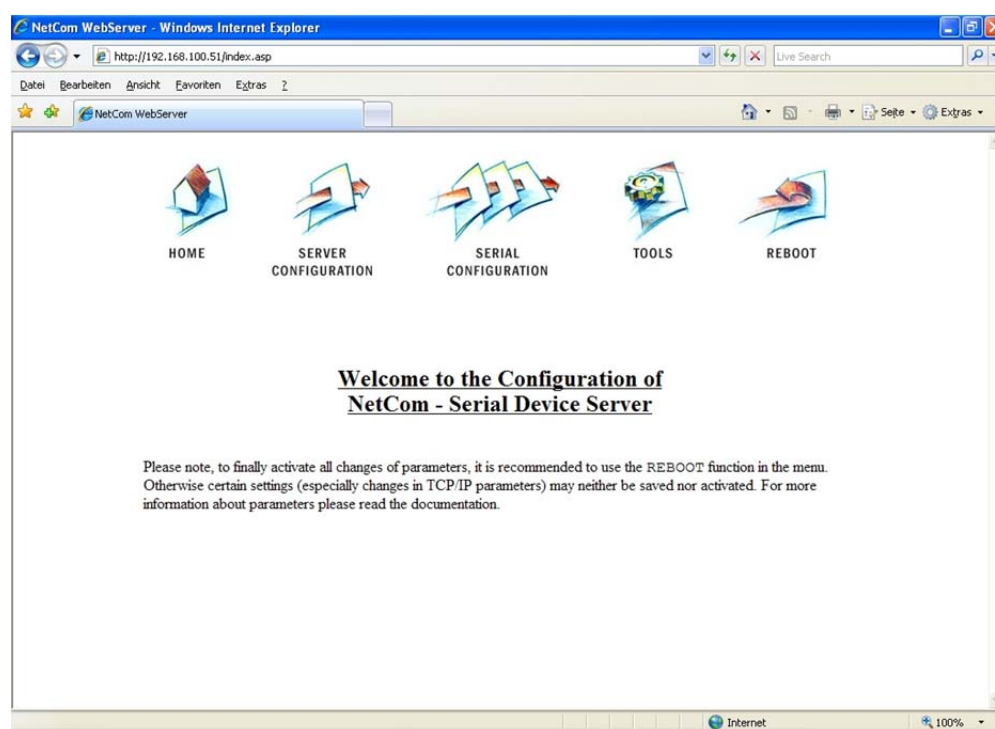 NetCom WebServer - Windows Internet Explorer
http://192.168.100.51/index.asp
Live Search
Datei Bearbeiten Ansicht Favoriten Extras ?
NetCom WebServer
Seite Extras
HOME
SERVER
CONFIGURATION
SERIAL
CONFIGURATION
TOOLS
REBOOT
Welcome to the Configuration of
NetCom - Serial Device Server
Please note, to finally activate all changes of parameters, it is recommended to use the REBOOT function in the menu.
Otherwise certain settings (especially changes in TCP/IP parameters) may neither be saved nor activated. For more
information about parameters please read the documentation.
Internet
100%